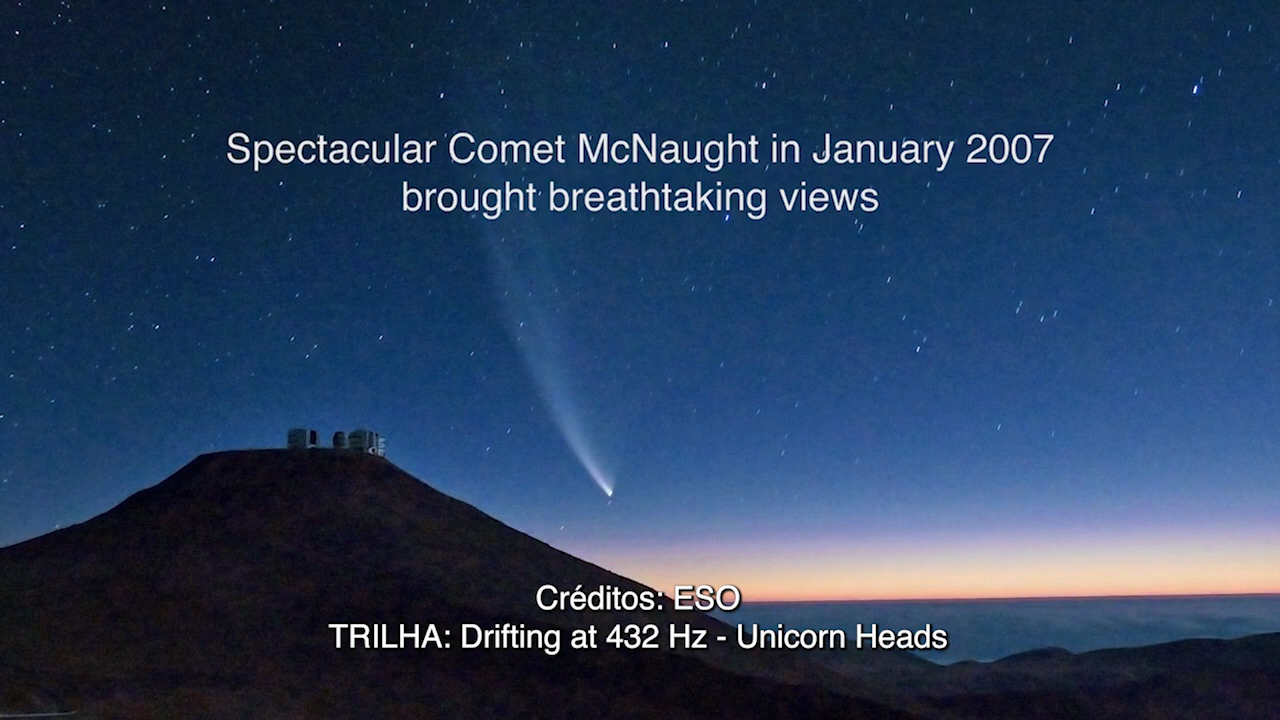 Spectacular Comet McNaught in January 2007
brought breathtaking views
Créditos: ESO
TRILHA: Drifting at 432 Hz - Unicorn Heads